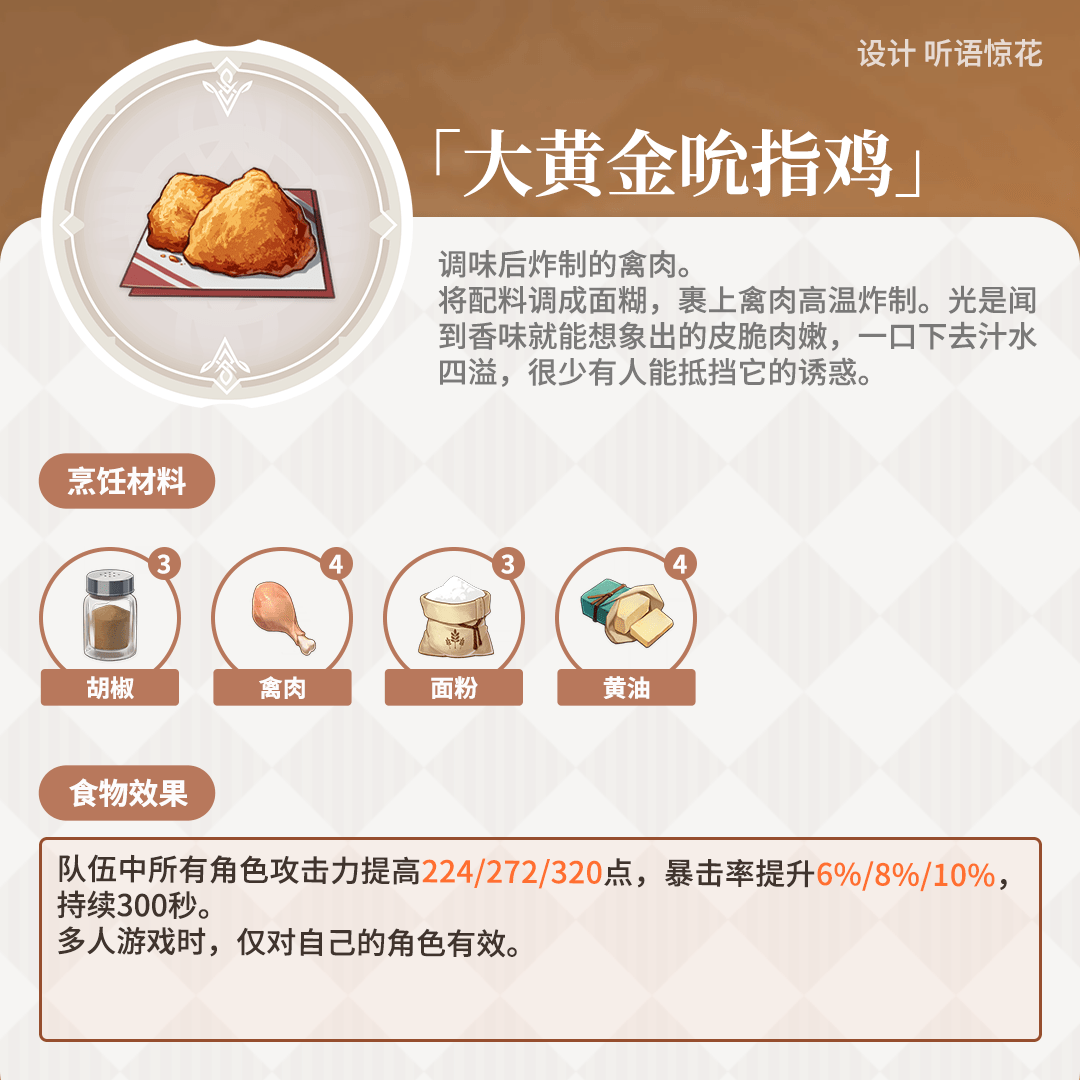 设计 听语惊花
「大黄金吮指鸡」
调味后炸制的禽肉。
将配料调成面糊，裹上禽肉高温炸制。光是闻
到香味就能想象出的皮脆肉嫩，一口下去汁水
四溢，很少有人能抵挡它的诱惑。
烹饪材料
3 4 3 4
胡椒 禽肉 面粉 黄油
食物效果
队伍中所有角色攻击力提高224/272/320点，暴击率提升6%/8%/10%，
持续300秒。
多人游戏时，仅对自己的角色有效。